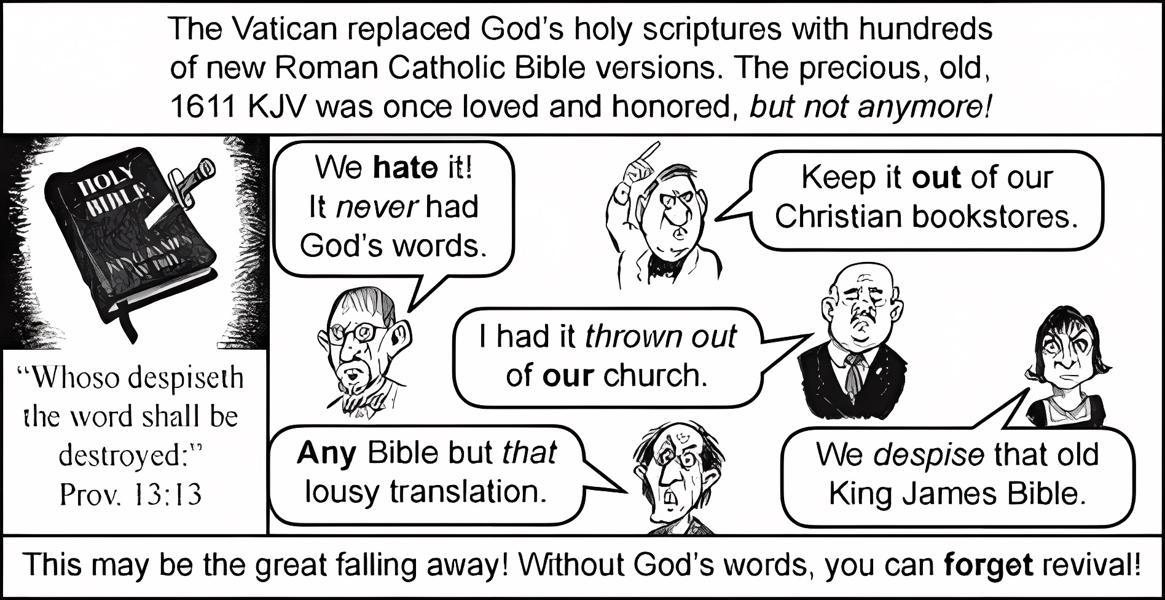 The Vatican replaced God's holy scriptures with hundreds
of new Roman Catholic Bible versions. The precious, old,
1611 KJV was once loved and honored, but not anymore!
HOLY
BIBLE
"Whoso despiseth
the word shall be
destroyed:"
Prov. 13:13
We hate it!
It never had
God's words.
Keep it out of our
Christian bookstores.
I had it thrown out
of our church.
Any Bible but that
lousy translation.
We despise that old
King James Bible.
This may be the great falling away! Without God's words, you can forget revival!